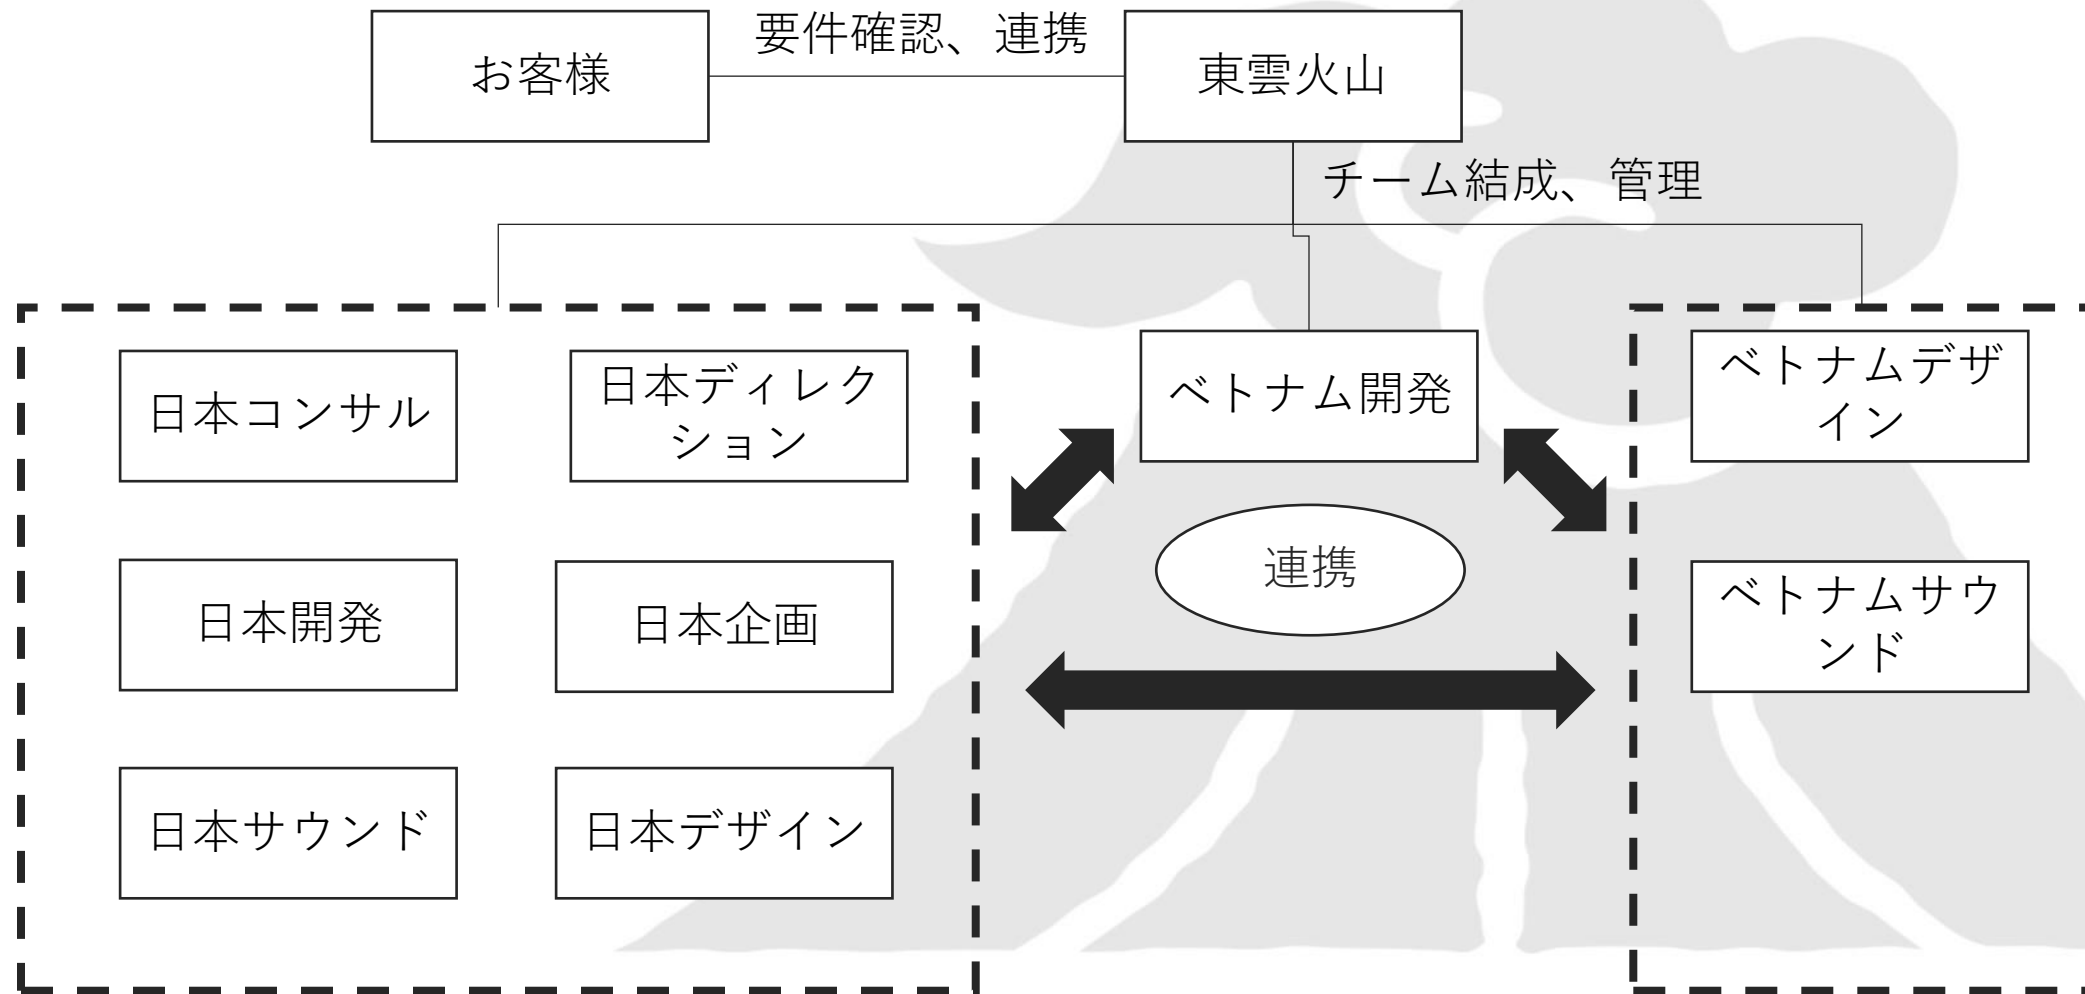 要件確認、連携
お客様
東雲火山
チーム結成、管理
日本コンサル
日本ディレク
ション
ベトナム開発
ベトナムデザ
イン
連携
日本開発
日本企画
ベトナムサウ
ンド
日本サウンド
日本デザイン